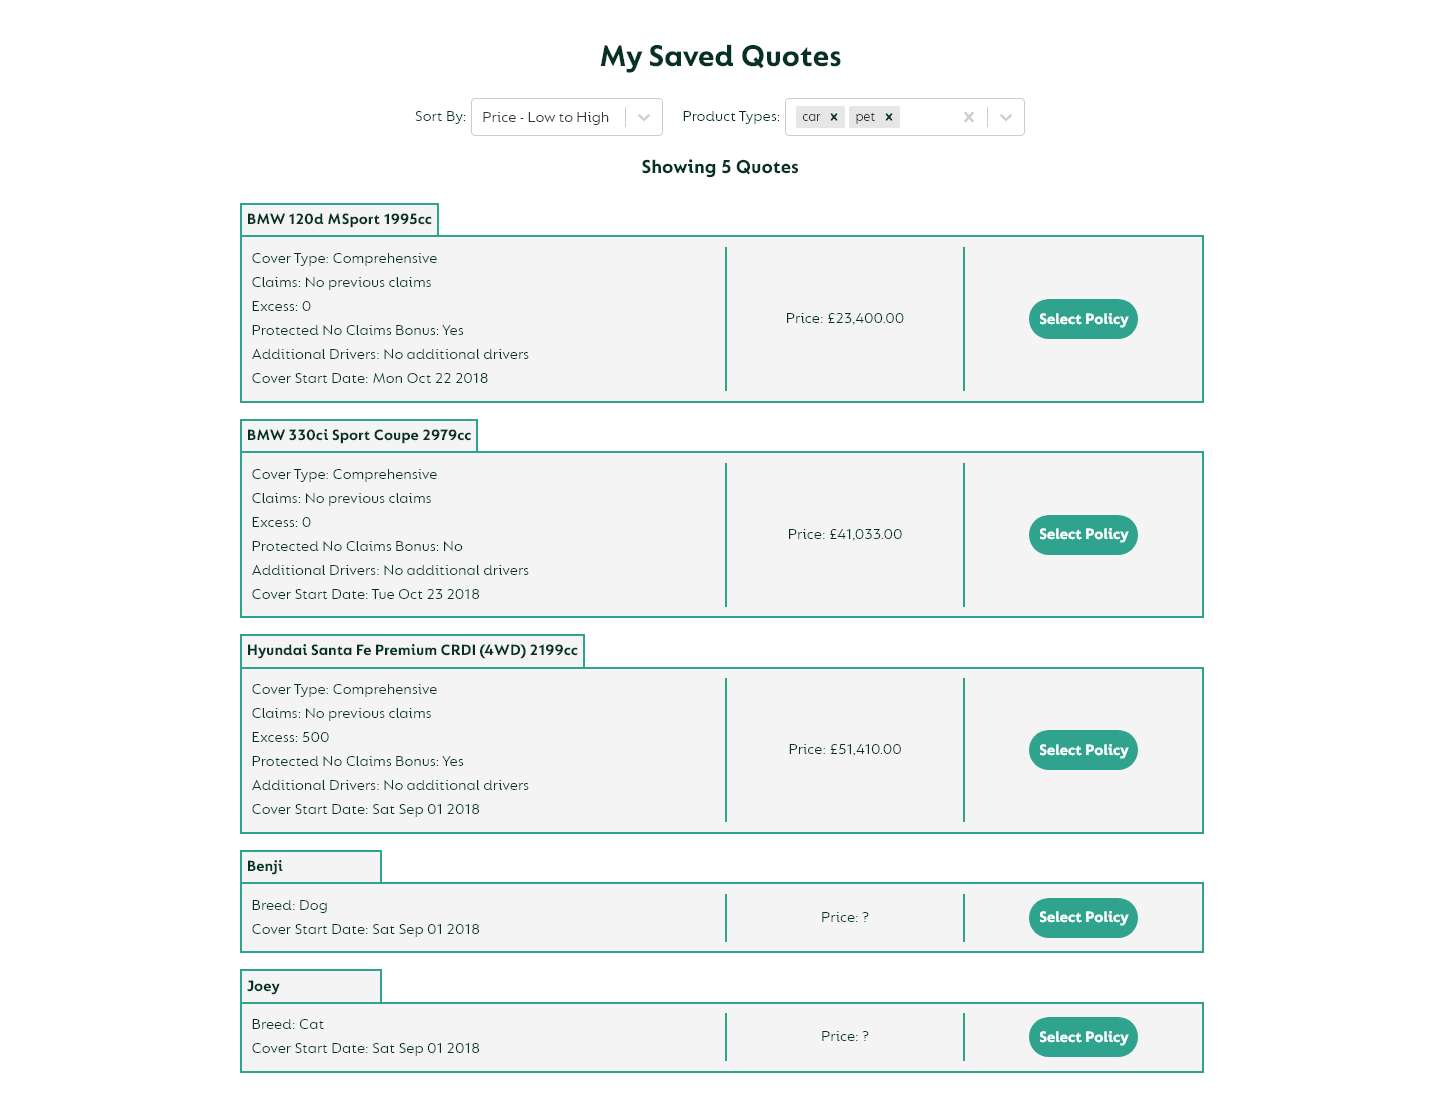 My Saved Quotes
Sort By: Price - Low to High Product Types: car pet
Showing 5 Quotes
BMW 120d MSport 1995cc
Cover Type: Comprehensive
Claims: No previous claims
Excess: 0
Protected No Claims Bonus: Yes
Additional Drivers: No additional drivers
Cover Start Date: Mon Oct 22 2018
Price: £23,400.00
Select Policy
BMW 330ci Sport Coupe 2979cc
Cover Type: Comprehensive
Claims: No previous claims
Excess: 0
Protected No Claims Bonus: No
Additional Drivers: No additional drivers
Cover Start Date: Tue Oct 23 2018
Price: £41,033.00
Select Policy
Hyundai Santa Fe Premium CRDI (4WD) 2199cc
Cover Type: Comprehensive
Claims: No previous claims
Excess: 500
Protected No Claims Bonus: Yes
Additional Drivers: No additional drivers
Cover Start Date: Sat Sep 01 2018
Price: £51,410.00
Select Policy
Benji
Breed: Dog
Cover Start Date: Sat Sep 01 2018
Price: ?
Select Policy
Joey
Breed: Cat
Cover Start Date: Sat Sep 01 2018
Price: ?
Select Policy